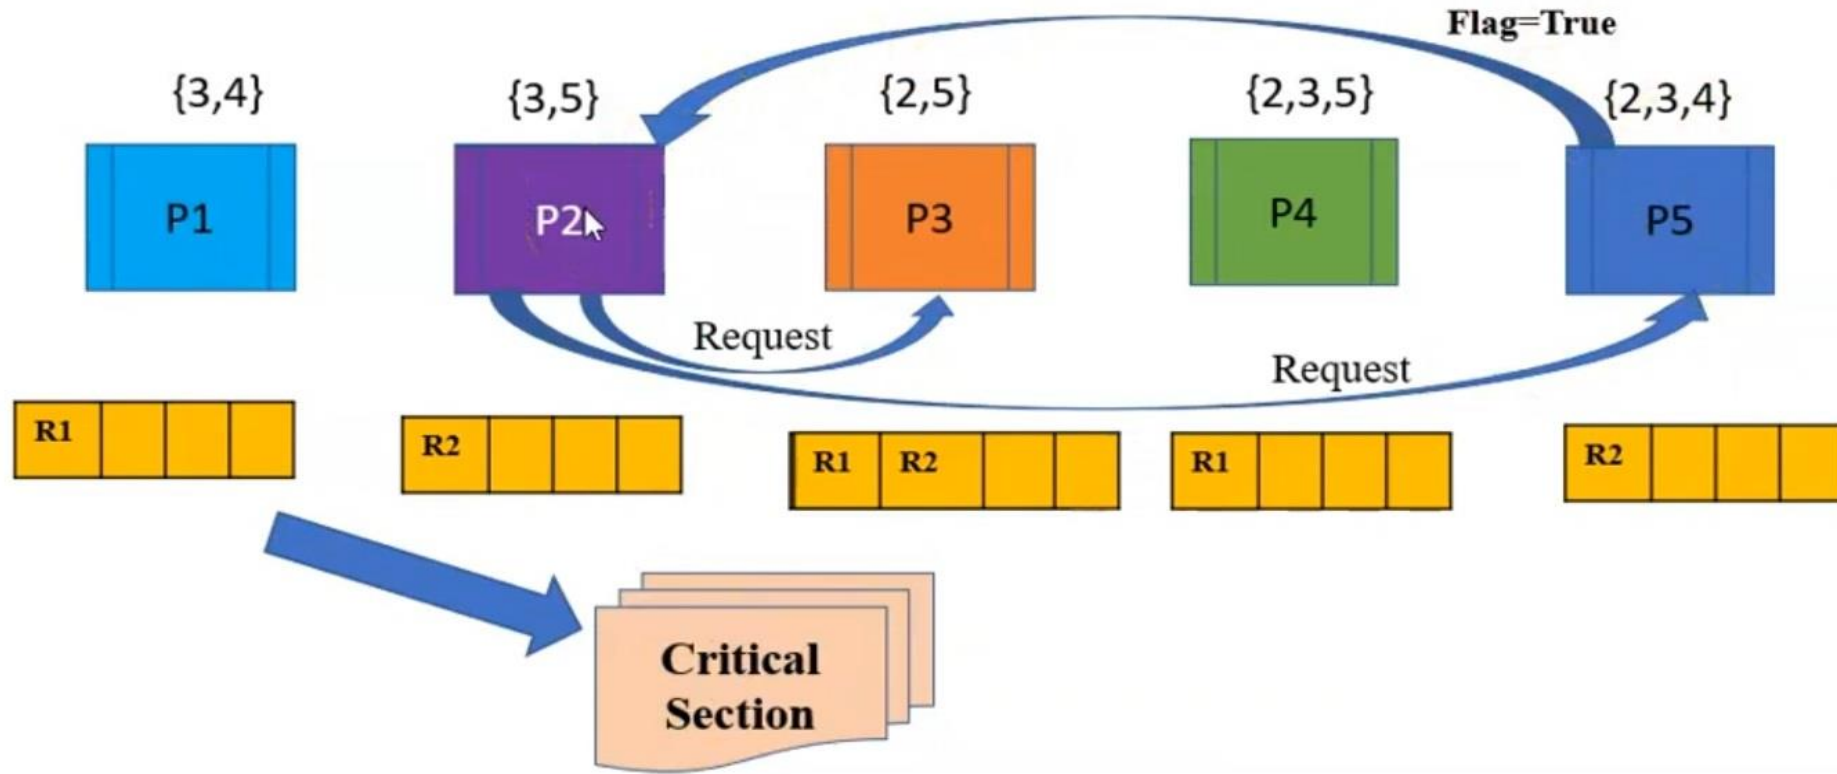 Flag=True
{3,4}
{3,5}
{2,5}
{2,3,5}
{2,3,4}
P1
P2
P3
P4
P5
Request
Request
R1
R2
R1 R2
R1
R2
Critical
Section